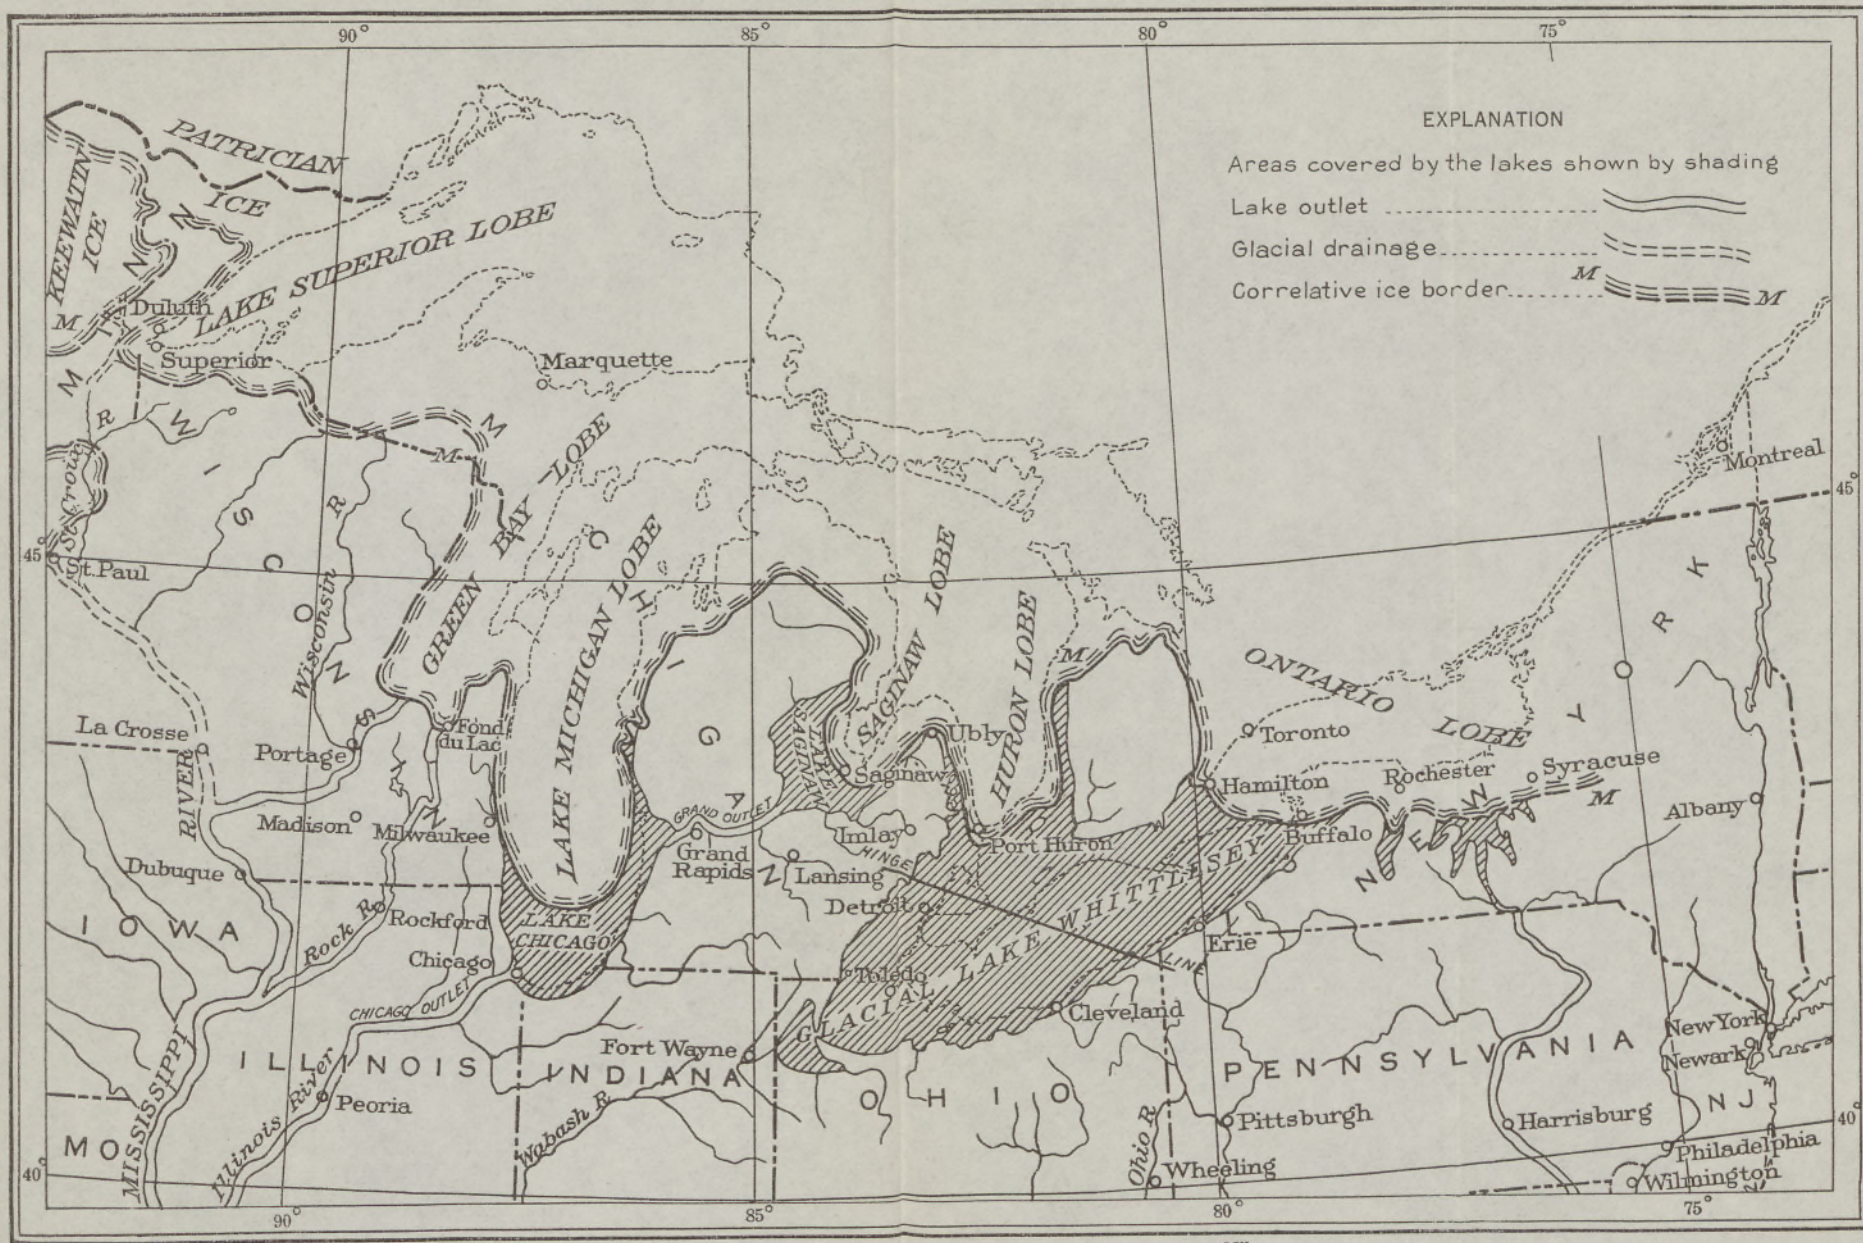 90°
85°
80°
75°
EXPLANATION
Areas covered by the lakes shown by shading
Lake outlet
Glacial drainage
M
Correlative ice border
M
PATRICIAN
ICE
KEEWATIN
ICE
LAKE SUPERIOR LOBE
M
Duluth
Superior
Marquette
M I N N
R
St Croix
St. Paul
45°
45°
Montreal
W I S C O N S I N
R
Wisconsin
M
M
GREEN BAY LOBE
LAKE MICHIGAN LOBE
M I C H I G A N
SAGINAW LOBE
HURON LOBE
M
ONTARIO
LOBE
La Crosse
RIVER
Portage
Fond
du Lac
Madison
Milwaukee
Dubuque
LAKE
SAGINAW
Ubly
Saginaw
Toronto
Hamilton
Rochester
Syracuse
M
Albany
N E W Y O R K
Buffalo
GRAND OUTLET
Grand
Rapids
Imlay
HINGE
Port Huron
Lansing
Detroit
IOWA
Rock R.
Rockford
LAKE
CHICAGO
Chicago
CHICAGO OUTLET
Toledo
GLACIAL LAKE WHITTLESEY
Erie
LINE
Cleveland
Fort Wayne
ILLINOIS
INDIANA
OHIO
PENNSYLVANIA
New York
Newark
N J
MISSISSIPPI
Illinois River
Peoria
Wabash R
Ohio R
Pittsburgh
Wheeling
Harrisburg
Philadelphia
Wilmington
MO
40°
40°
90°
85°
80°
75°